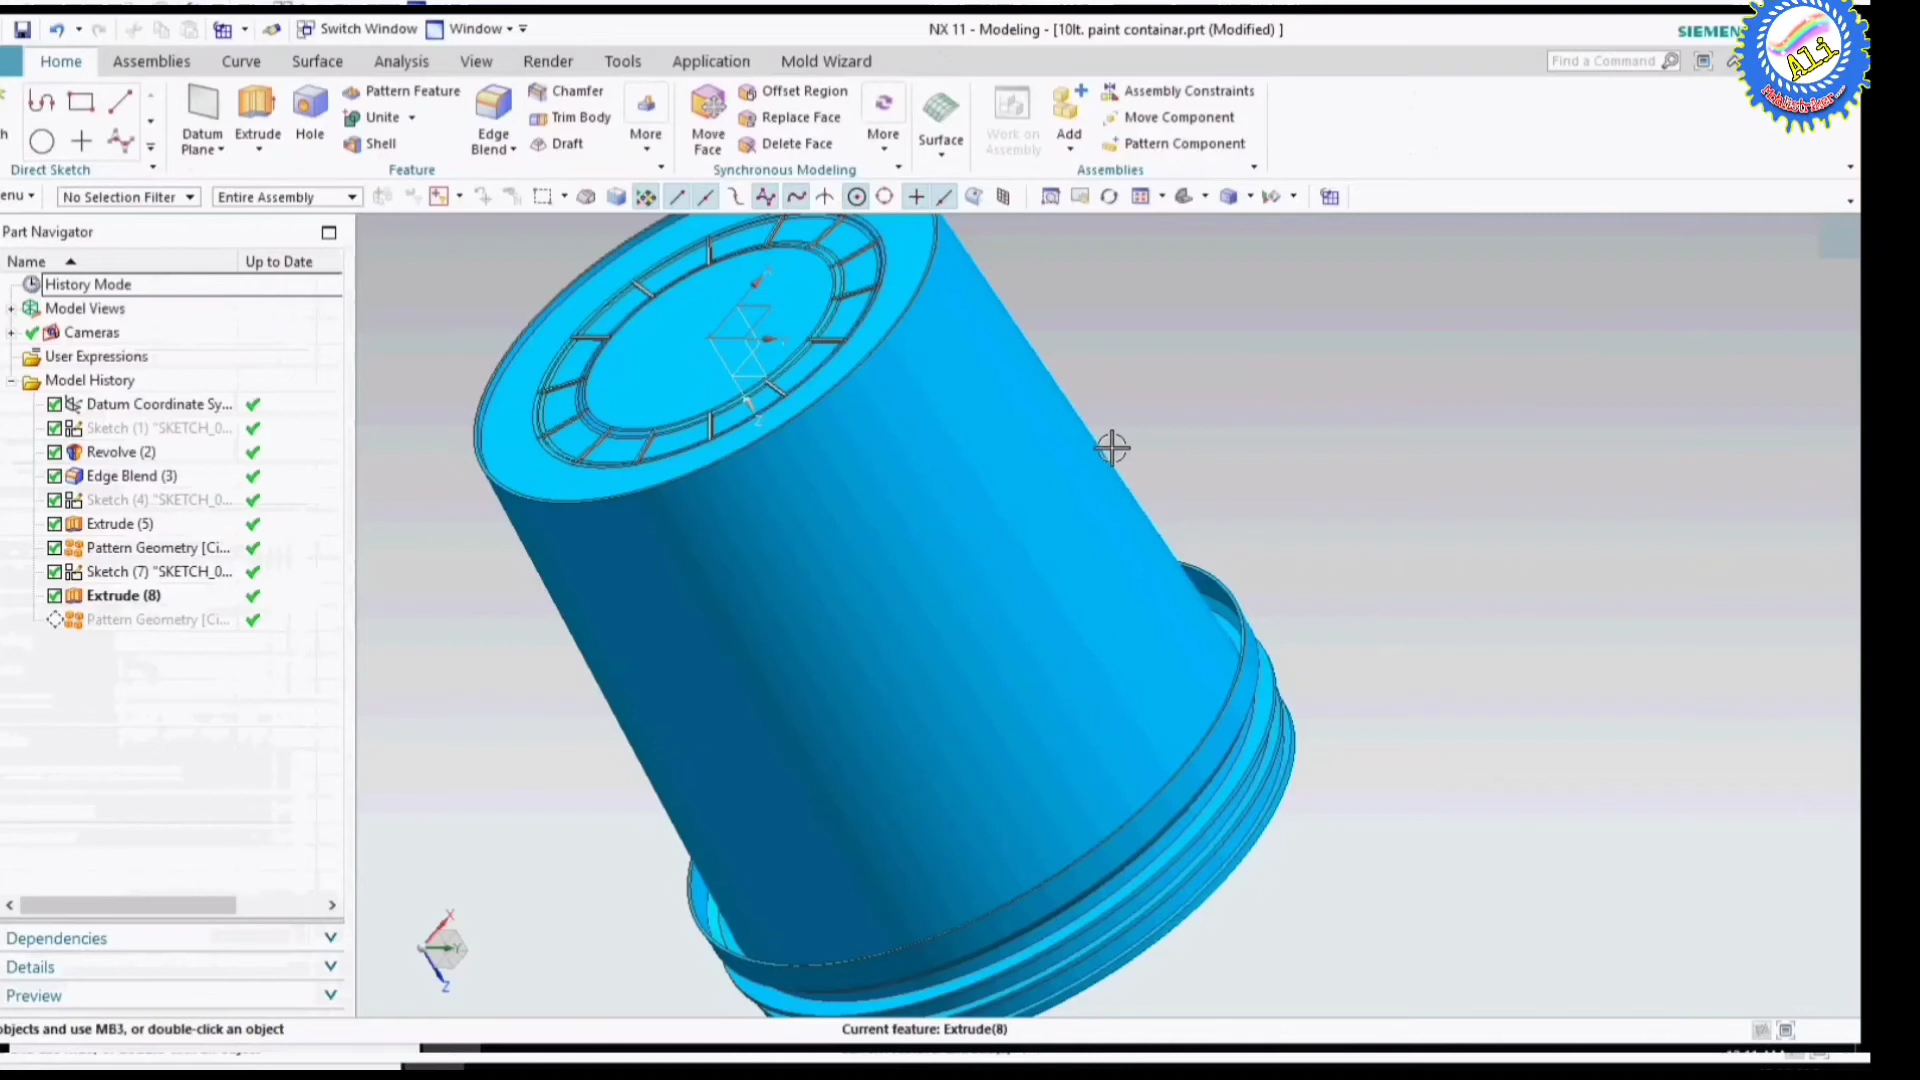 Switch Window Window NX 11 - Modeling - [10lt. paint containar.prt (Modified) ] SIEMEN
Home Assemblies Curve Surface Analysis View Render Tools Application Mold Wizard Find a Command
Pattern Feature Chamfer Offset Region Assembly Constraints
Unite Trim Body Replace Face Move Component
Shell Draft Delete Face Pattern Component
Datum Plane Extrude Hole Edge Blend More Move Face More Surface Work on Assembly Add
Direct Sketch Feature Synchronous Modeling Assemblies
enu No Selection Filter Entire Assembly
Part Navigator
Name Up to Date
History Mode
Model Views
Cameras
User Expressions
Model History
Datum Coordinate Sy...
Sketch (1) "SKETCH_0...
Revolve (2)
Edge Blend (3)
Sketch (4) "SKETCH_0...
Extrude (5)
Pattern Geometry [Ci...
Sketch (7) "SKETCH_0...
Extrude (8)
Pattern Geometry [Ci...
X
Y
Z
Dependencies
Details
Preview
objects and use MB3, or double-click an object Current feature: Extrude(8)
ALi